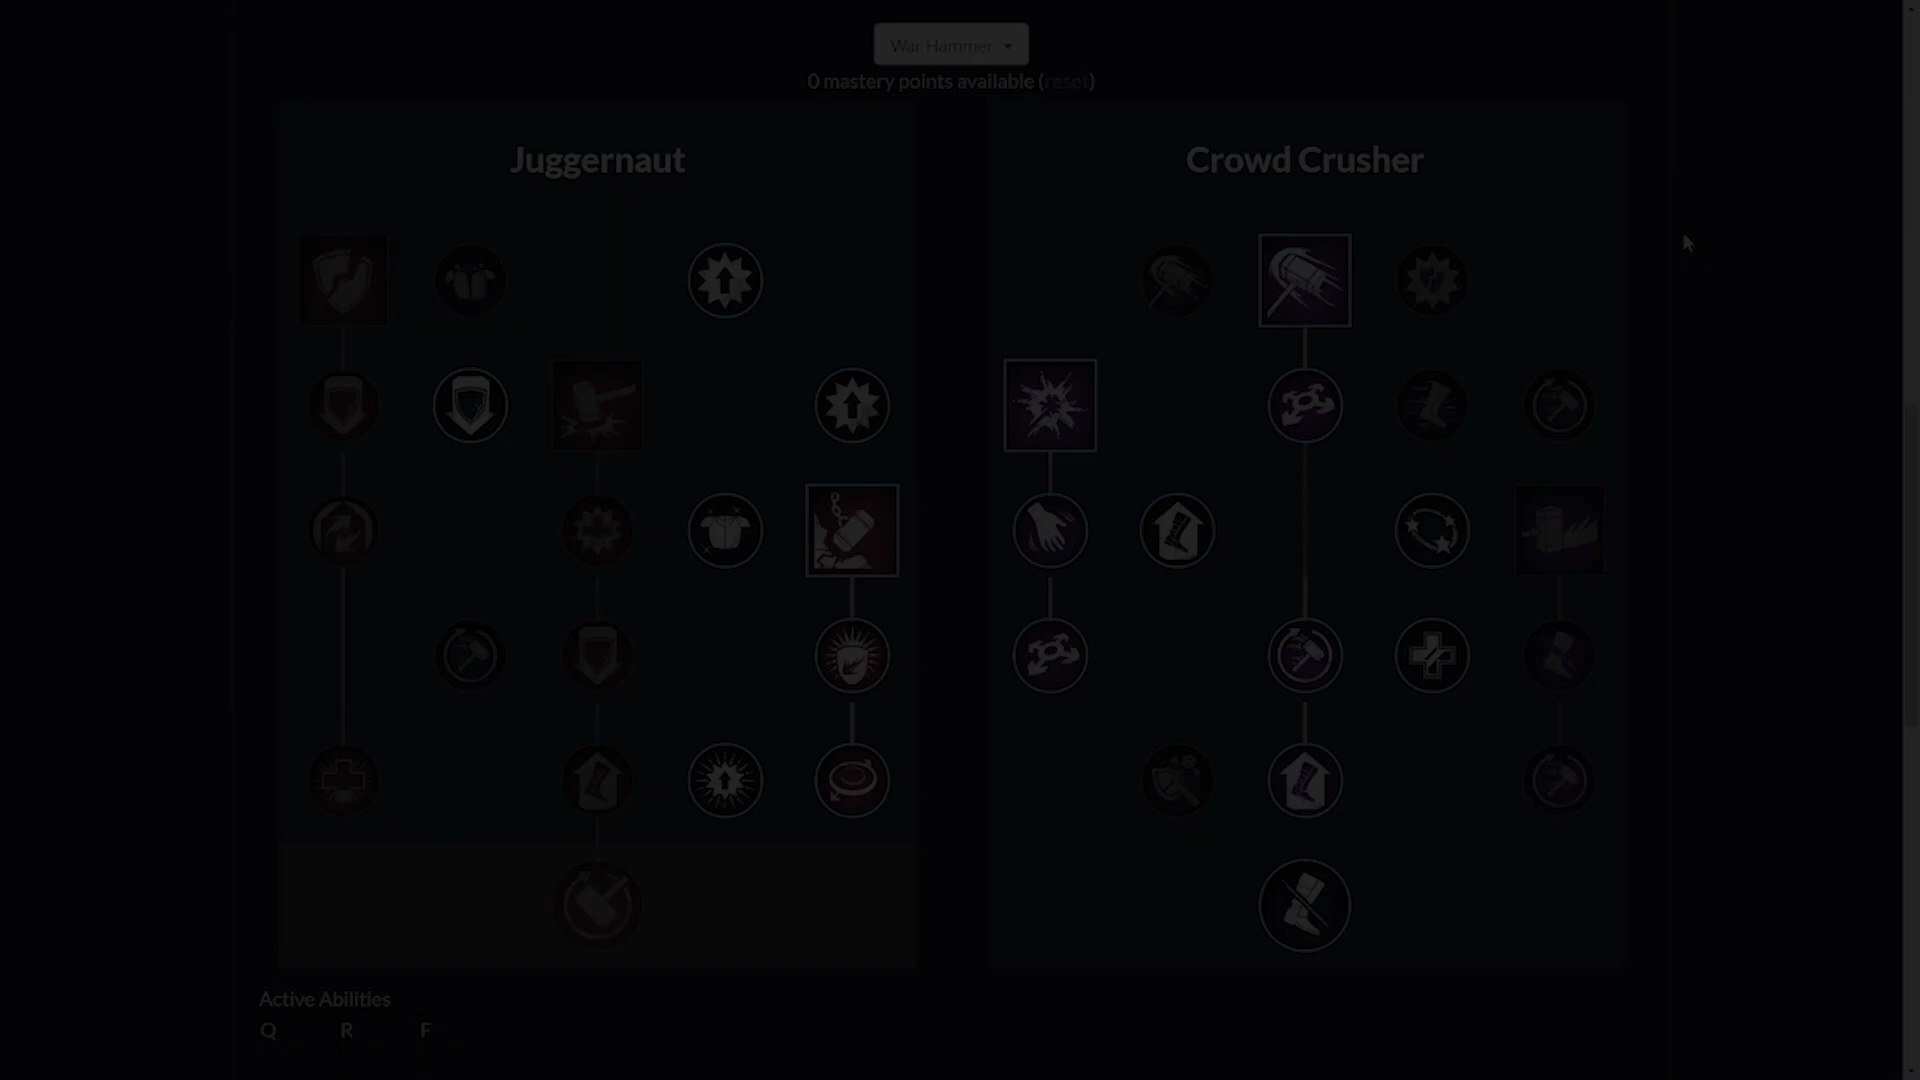 War Hammer
0 mastery points available (reset)
Juggernaut
Crowd Crusher
Active Abilities
Q R F